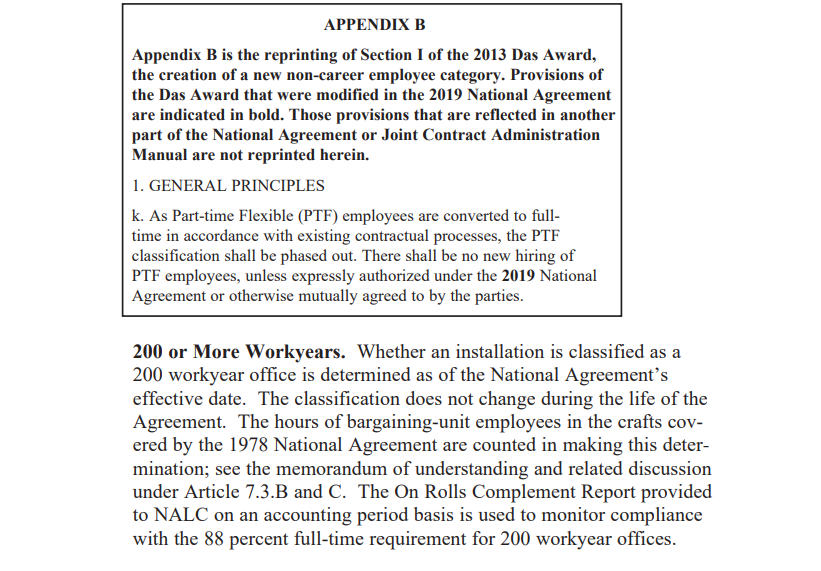 APPENDIX B
Appendix B is the reprinting of Section I of the 2013 Das Award,
the creation of a new non-career employee category. Provisions of
the Das Award that were modified in the 2019 National Agreement
are indicated in bold. Those provisions that are reflected in another
part of the National Agreement or Joint Contract Administration
Manual are not reprinted herein.
1. GENERAL PRINCIPLES
k. As Part-time Flexible (PTF) employees are converted to full-
time in accordance with existing contractual processes, the PTF
classification shall be phased out. There shall be no new hiring of
PTF employees, unless expressly authorized under the 2019 National
Agreement or otherwise mutually agreed to by the parties.
200 or More Workyears. Whether an installation is classified as a
200 workyear office is determined as of the National Agreement’s
effective date. The classification does not change during the life of the
Agreement. The hours of bargaining-unit employees in the crafts cov-
ered by the 1978 National Agreement are counted in making this deter-
mination; see the memorandum of understanding and related discussion
under Article 7.3.B and C. The On Rolls Complement Report provided
to NALC on an accounting period basis is used to monitor compliance
with the 88 percent full-time requirement for 200 workyear offices.